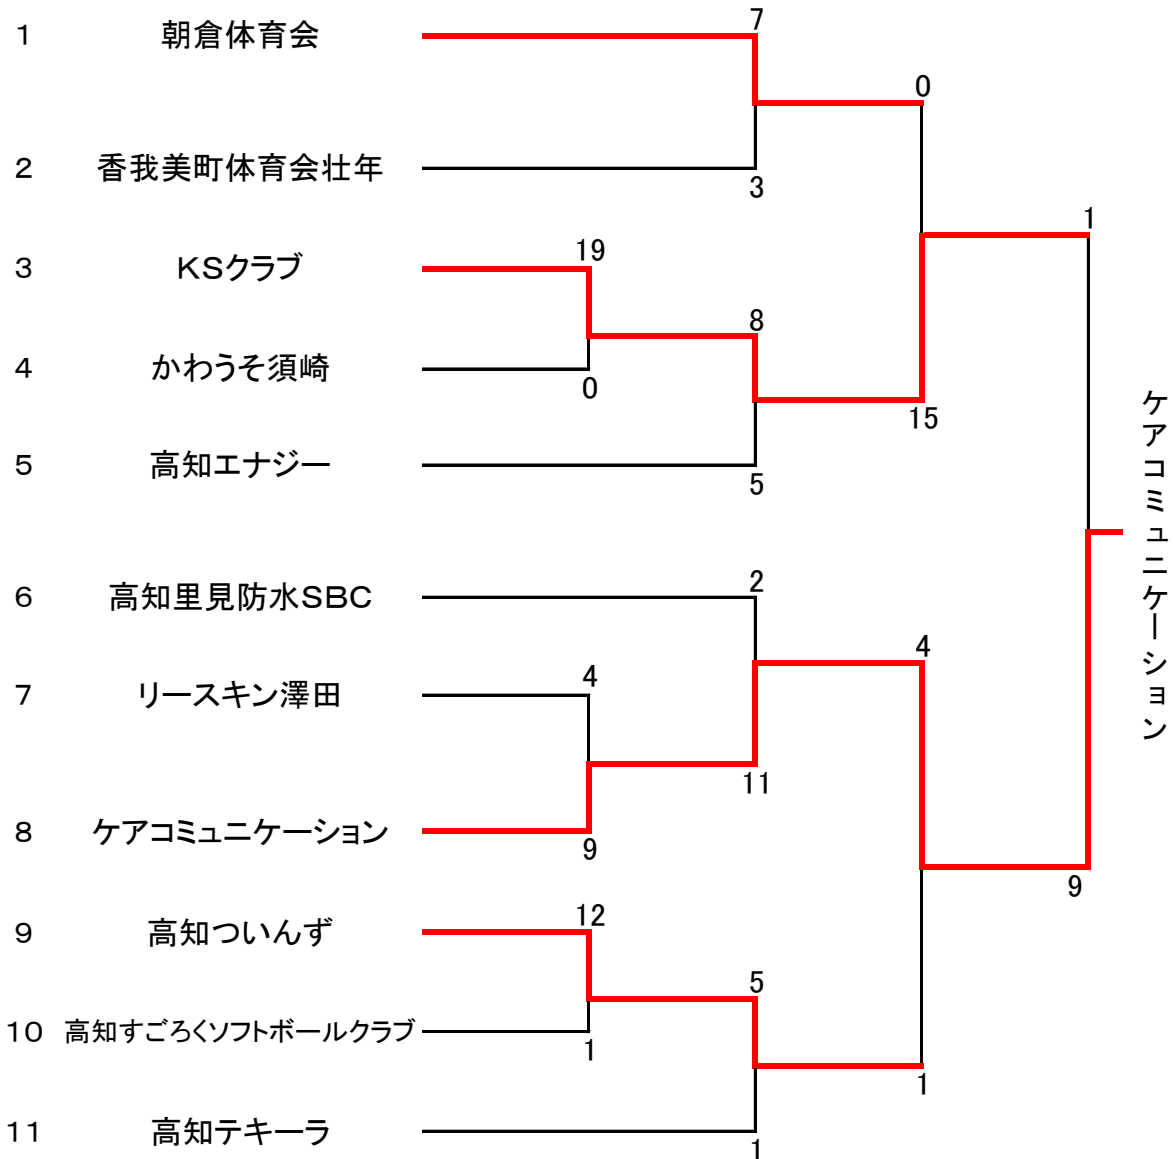 7
1 朝倉体育会
0
2 香我美町体育会壮年
3
1
19
3 KSクラブ
8
4 かわうそ須崎
0
15
5 高知エナジー
5
ケアコミュニケーション
2
6 高知里見防水SBC
4
4
7 リースキン澤田
11
8 ケアコミュニケーション
9
9
12
9 高知ついんず
5
10 高知すごろくソフトボールクラブ
1
1
11 高知テキーラ
1